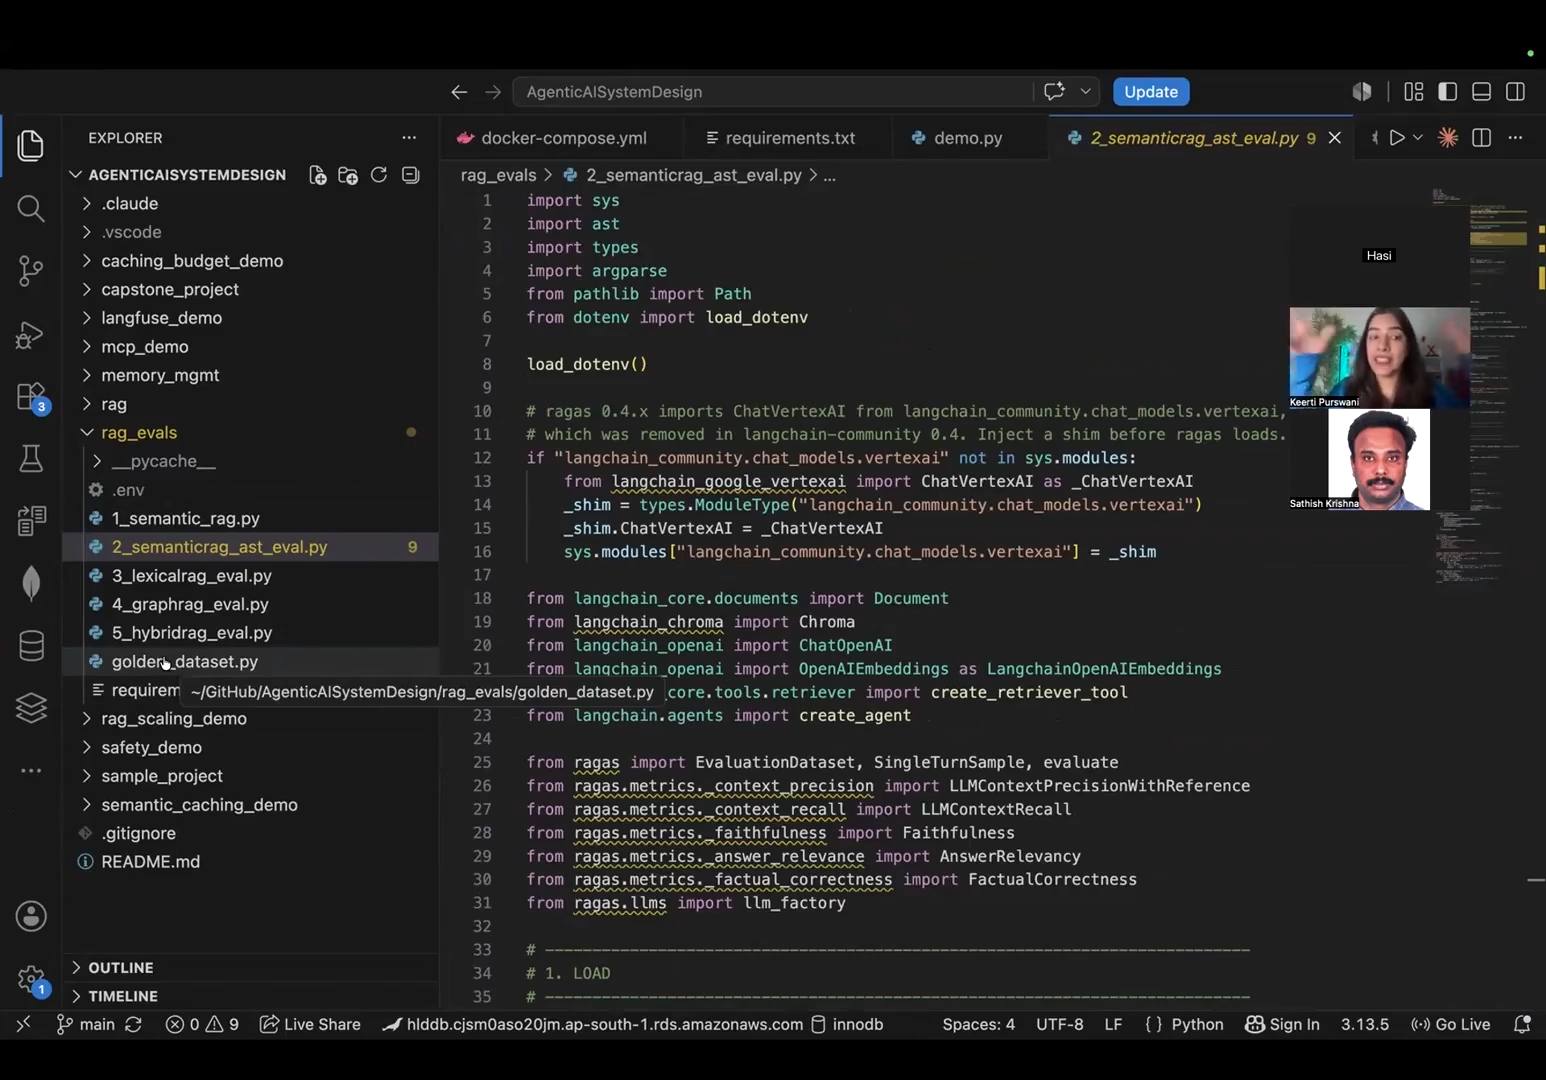 AgenticAISystemDesign
Update
EXPLORER
AGENTICAISYSTEMDESIGN
.claude
.vscode
caching_budget_demo
capstone_project
langfuse_demo
mcp_demo
memory_mgmt
rag
rag_evals
__pycache__
.env
1_semantic_rag.py
2_semanticrag_ast_eval.py 9
3_lexicalrag_eval.py
4_graphrag_eval.py
5_hybridrag_eval.py
golden_dataset.py
requirem
~/GitHub/AgenticAISystemDesign/rag_evals/golden_dataset.py
rag_scaling_demo
safety_demo
sample_project
semantic_caching_demo
.gitignore
README.md
OUTLINE
TIMELINE
3
1
docker-compose.yml
requirements.txt
demo.py
2_semanticrag_ast_eval.py 9
rag_evals > 2_semanticrag_ast_eval.py > ...
1 import sys
2 import ast
3 import types
4 import argparse
5 from pathlib import Path
6 from dotenv import load_dotenv
7
8 load_dotenv()
9
10 # ragas 0.4.x imports ChatVertexAI from langchain_community.chat_models.vertexai,
11 # which was removed in langchain-community 0.4. Inject a shim before ragas loads.
12 if "langchain_community.chat_models.vertexai" not in sys.modules:
13 from langchain_google_vertexai import ChatVertexAI as _ChatVertexAI
14 _shim = types.ModuleType("langchain_community.chat_models.vertexai")
15 _shim.ChatVertexAI = _ChatVertexAI
16 sys.modules["langchain_community.chat_models.vertexai"] = _shim
17
18 from langchain_core.documents import Document
19 from langchain_chroma import Chroma
20 from langchain_openai import ChatOpenAI
21 from langchain_openai import OpenAIEmbeddings as LangchainOpenAIEmbeddings
core.tools.retriever import create_retriever_tool
23 from langchain.agents import create_agent
24
25 from ragas import EvaluationDataset, SingleTurnSample, evaluate
26 from ragas.metrics._context_precision import LLMContextPrecisionWithReference
27 from ragas.metrics._context_recall import LLMContextRecall
28 from ragas.metrics._faithfulness import Faithfulness
29 from ragas.metrics._answer_relevance import AnswerRelevancy
30 from ragas.metrics._factual_correctness import FactualCorrectness
31 from ragas.llms import llm_factory
32
33 # ---------------------------------------------------------------------------
34 # 1. LOAD
35 # ---------------------------------------------------------------------------
Hasi
Keerti Purswani
Sathish Krishna
main
0 9
Live Share
hlddb.cjsm0aso20jm.ap-south-1.rds.amazonaws.com
innodb
Spaces: 4
UTF-8
LF
{ } Python
Sign In
3.13.5
Go Live